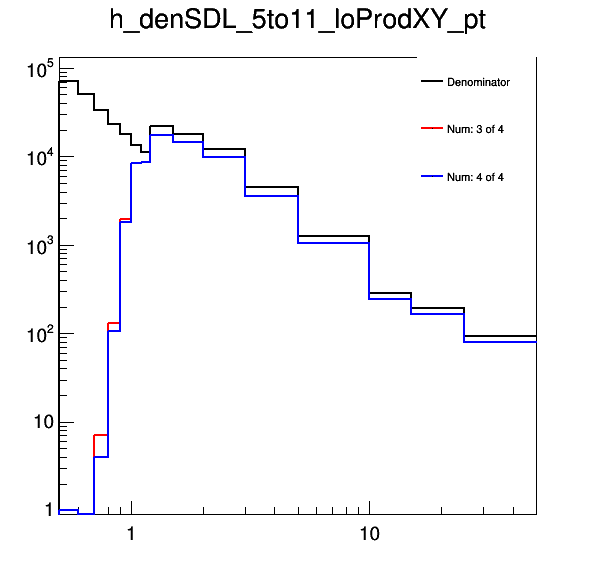 h_denSDL_5to11_loProdXY_pt
10^5
Denominator
Num: 3 of 4
10^4
Num: 4 of 4
10^3
10^2
10
1
1 10